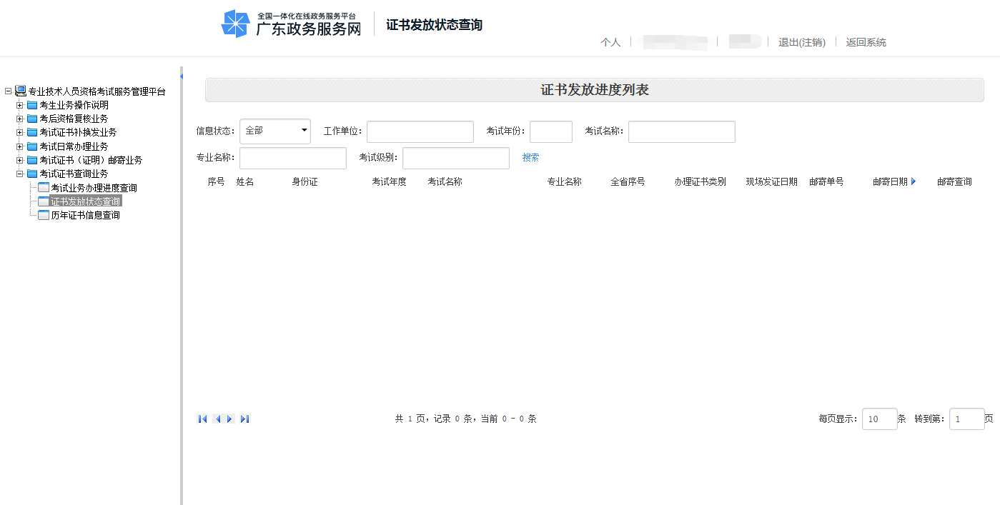 全国一体化在线政务服务平台
广东政务服务网
证书发放状态查询
个人
退出(注销)
返回系统
专业技术人员资格考试服务管理平台
考生业务操作说明
考后资格复核业务
考试证书补换发业务
考试日常办理业务
考试证书（证明）邮寄业务
考试证书查询业务
考试业务办理进度查询
证书发放状态查询
历年证书信息查询
证书发放进度列表
信息状态： 全部 工作单位： 考试年份： 考试名称：
专业名称： 考试级别： 搜索
序号 姓名 身份证 考试年度 考试名称 专业名称 全省序号 办理证书类别 现场发证日期 邮寄单号 邮寄日期 邮寄查询
共 1 页，记录 0 条，当前 0 - 0 条 每页显示： 10 条 转到第： 1 页